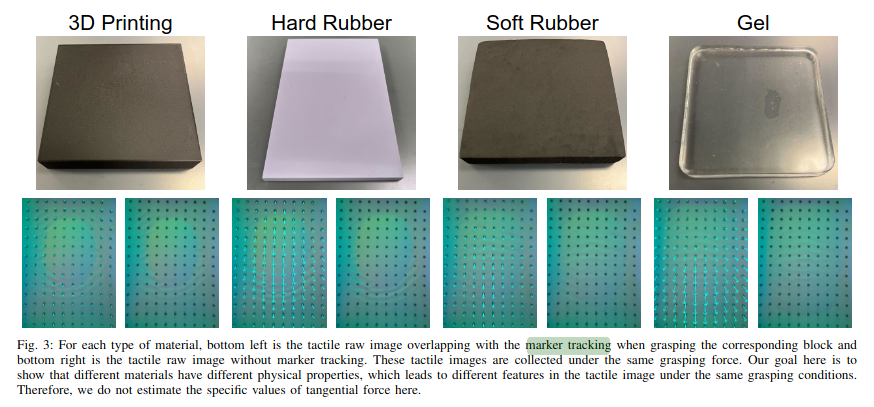 3D Printing
Hard Rubber
Soft Rubber
Gel
Fig. 3: For each type of material, bottom left is the tactile raw image overlapping with the marker tracking when grasping the corresponding block and
bottom right is the tactile raw image without marker tracking. These tactile images are collected under the same grasping force. Our goal here is to
show that different materials have different physical properties, which leads to different features in the tactile image under the same grasping conditions.
Therefore, we do not estimate the specific values of tangential force here.